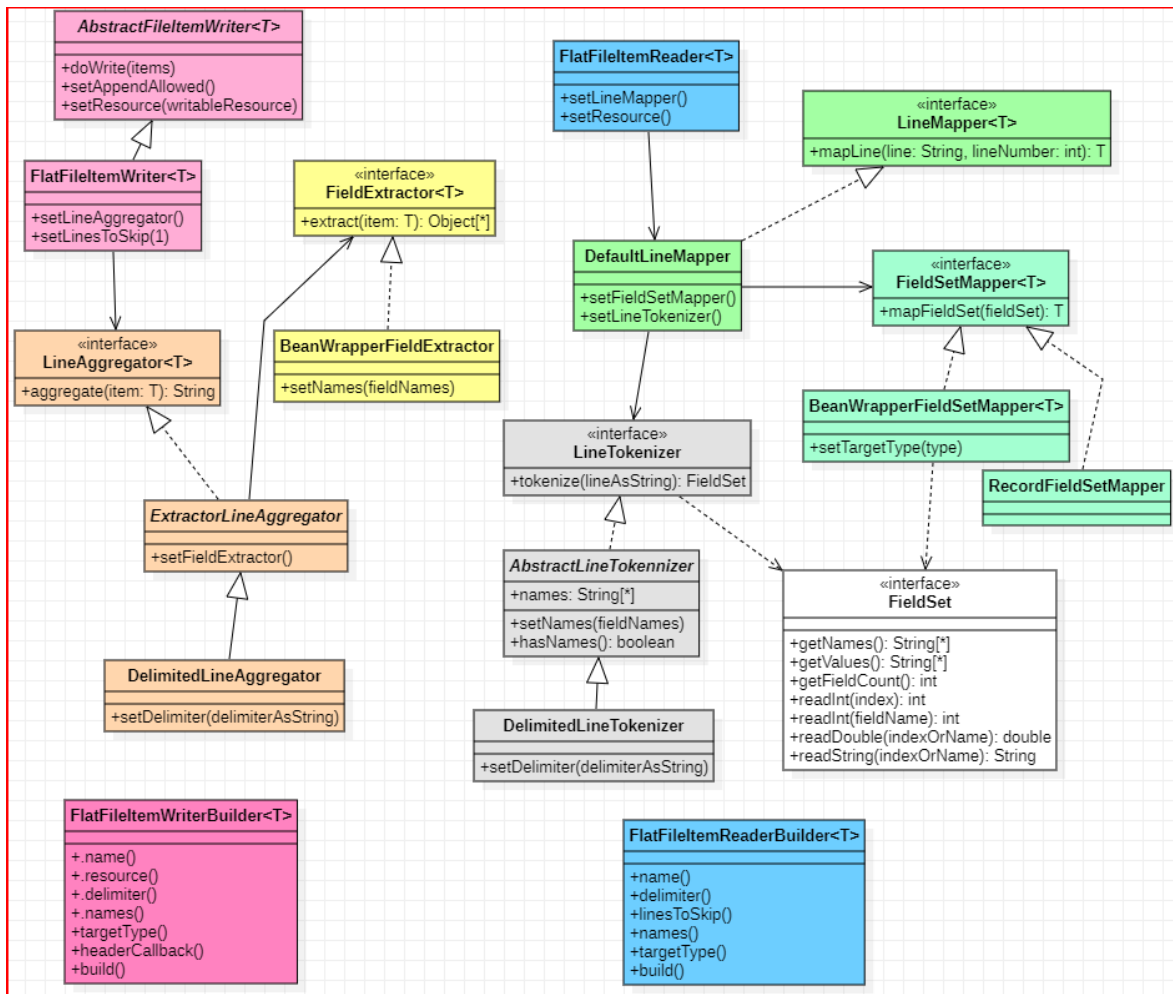 AbstractFileItemWriter<T>
+doWrite(items)
+setAppendAllowed()
+setResource(writableResource)
FlatFileItemWriter<T>
+setLineAggregator()
+setLinesToSkip(1)
«interface»
FieldExtractor<T>
+extract(item: T): Object[*]
BeanWrapperFieldExtractor
+setNames(fieldNames)
«interface»
LineAggregator<T>
+aggregate(item: T): String
ExtractorLineAggregator
+setFieldExtractor()
DelimitedLineAggregator
+setDelimiter(delimiterAsString)
FlatFileItemWriterBuilder<T>
+.name()
+.resource()
+.delimiter()
+.names()
+targetType()
+headerCallback()
+build()
FlatFileItemReader<T>
+setLineMapper()
+setResource()
«interface»
LineMapper<T>
+mapLine(line: String, lineNumber: int): T
DefaultLineMapper
+setFieldSetMapper()
+setLineTokenizer()
«interface»
FieldSetMapper<T>
+mapFieldSet(fieldSet): T
BeanWrapperFieldSetMapper<T>
+setTargetType(type)
RecordFieldSetMapper
«interface»
LineTokenizer
+tokenize(lineAsString): FieldSet
AbstractLineTokennizer
+names: String[*]
+setNames(fieldNames)
+hasNames(): boolean
DelimitedLineTokenizer
+setDelimiter(delimiterAsString)
«interface»
FieldSet
+getNames(): String[*]
+getValues(): String[*]
+getFieldCount(): int
+readInt(index): int
+readInt(fieldName): int
+readDouble(indexOrName): double
+readString(indexOrName): String
FlatFileItemReaderBuilder<T>
+name()
+delimiter()
+linesToSkip()
+names()
+targetType()
+build()